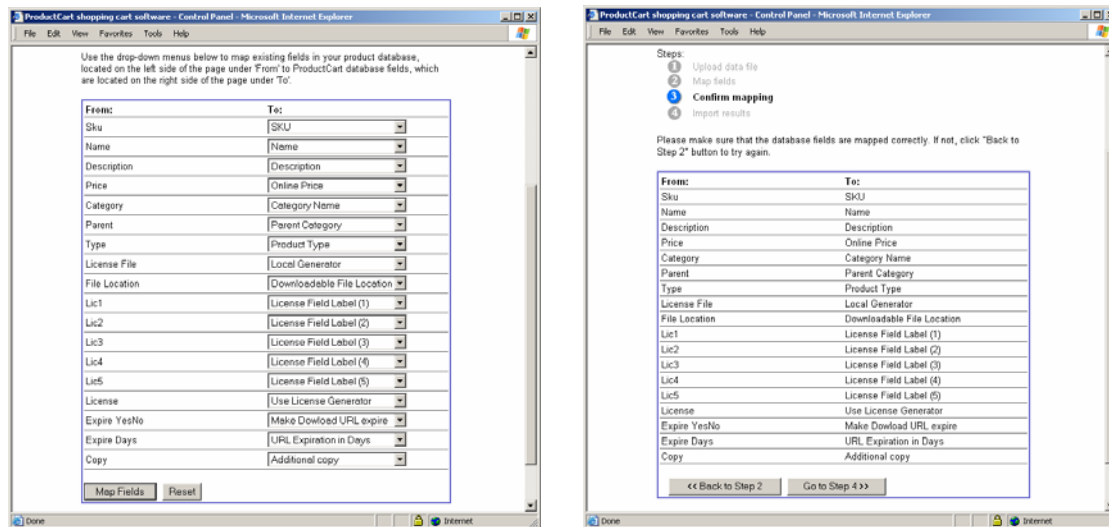 ProductCart shopping cart software - Control Panel - Microsoft Internet Explorer
File Edit View Favorites Tools Help
Use the drop-down menus below to map existing fields in your product database,
located on the left side of the page under 'From' to ProductCart database fields, which
are located on the right side of the page under 'To'.
From: To:
Sku SKU
Name Name
Description Description
Price Online Price
Category Category Name
Parent Parent Category
Type Product Type
License File Local Generator
File Location Downloadable File Location
Lic1 License Field Label (1)
Lic2 License Field Label (2)
Lic3 License Field Label (3)
Lic4 License Field Label (4)
Lic5 License Field Label (5)
License Use License Generator
Expire YesNo Make Dowload URL expire
Expire Days URL Expiration in Days
Copy Additional copy
Map Fields Reset
Done Internet
ProductCart shopping cart software - Control Panel - Microsoft Internet Explorer
File Edit View Favorites Tools Help
Steps:
1 Upload data file
2 Map fields
3 Confirm mapping
4 Import results
Please make sure that the database fields are mapped correctly. If not, click "Back to
Step 2" button to try again.
From: To:
Sku SKU
Name Name
Description Description
Price Online Price
Category Category Name
Parent Parent Category
Type Product Type
License File Local Generator
File Location Downloadable File Location
Lic1 License Field Label (1)
Lic2 License Field Label (2)
Lic3 License Field Label (3)
Lic4 License Field Label (4)
Lic5 License Field Label (5)
License Use License Generator
Expire YesNo Make Dowload URL expire
Expire Days URL Expiration in Days
Copy Additional copy
<< Back to Step 2 Go to Step 4 >>
Done Internet